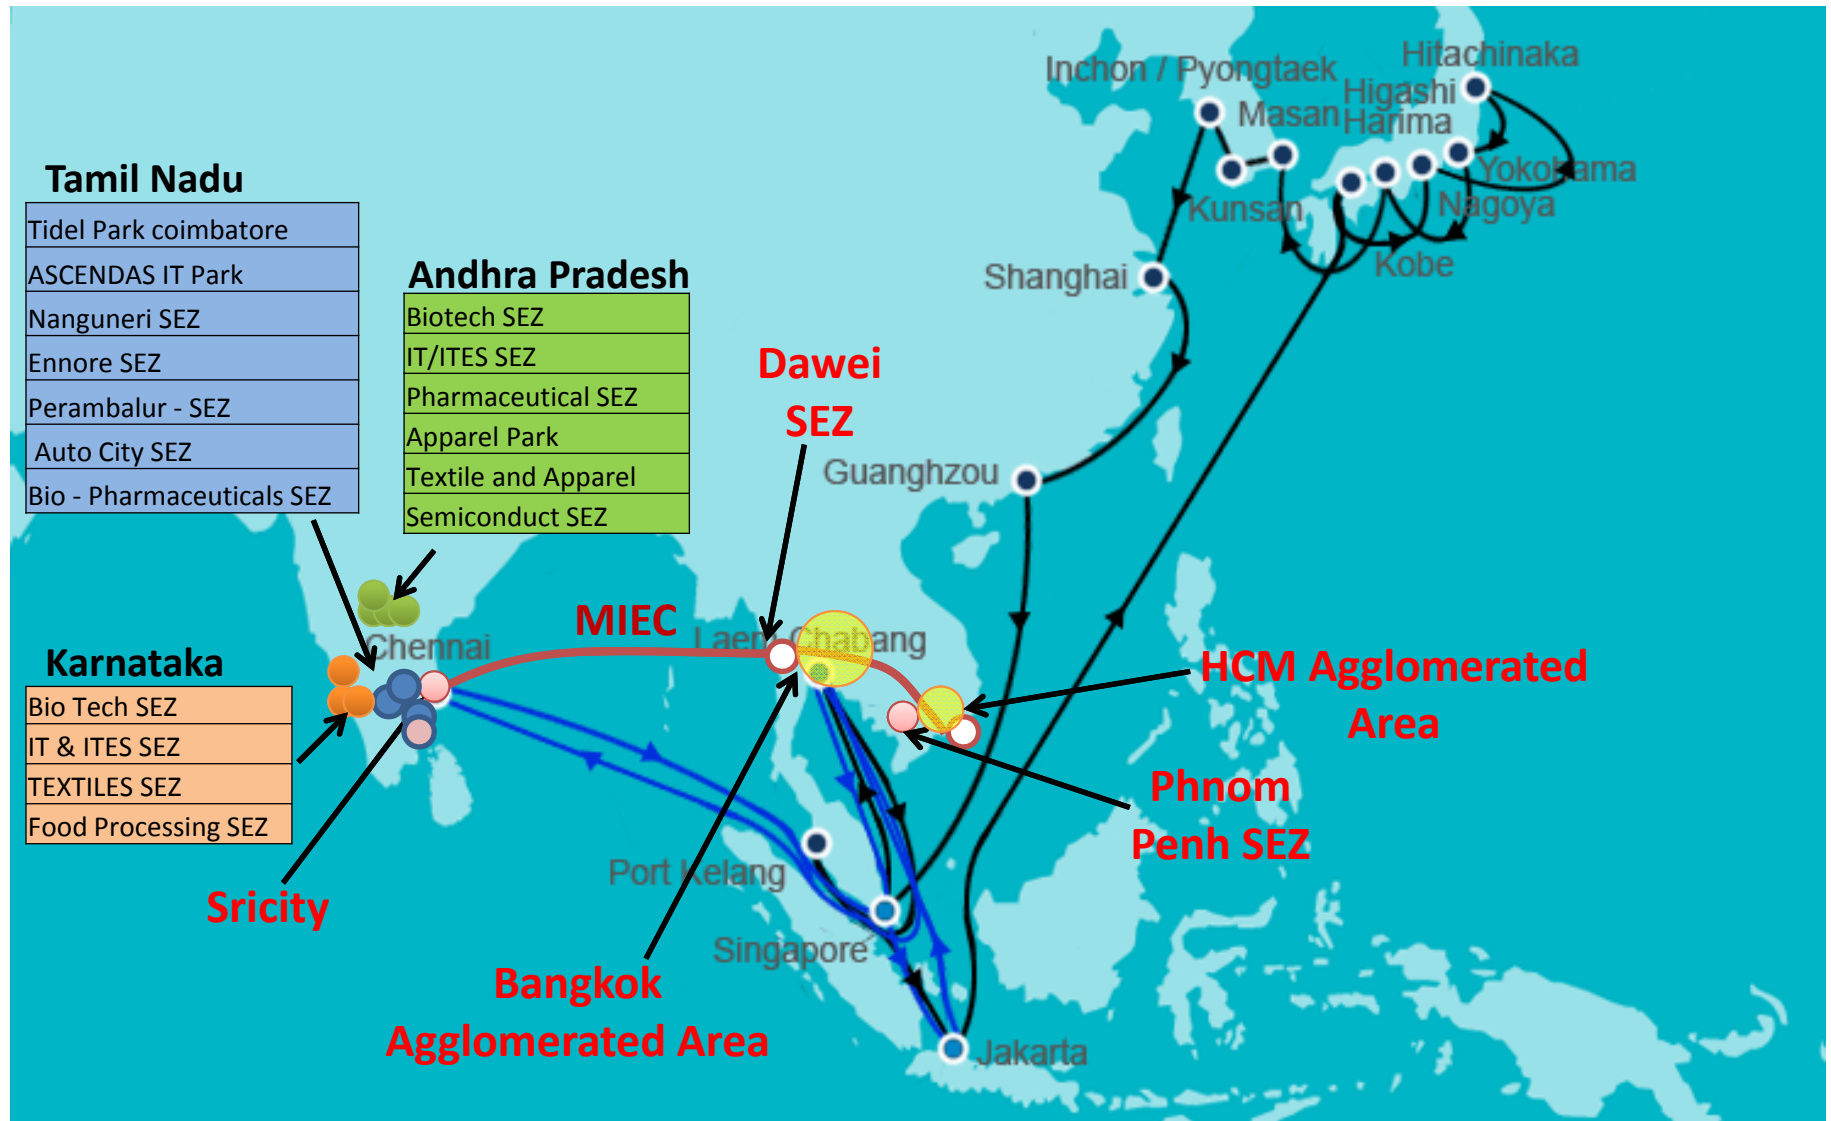 Hitachinaka
Inchon / Pyongtaek
Higashi
Masan
Harima
Yokohama
Kunsan
Nagoya
Kobe
Shanghai
Tamil Nadu
Tidel Park coimbatore
ASCENDAS IT Park
Nanguneri SEZ
Ennore SEZ
Perambalur - SEZ
Auto City SEZ
Bio - Pharmaceuticals SEZ
Andhra Pradesh
Biotech SEZ
IT/ITES SEZ
Pharmaceutical SEZ
Apparel Park
Textile and Apparel
Semiconduct SEZ
Dawei
SEZ
Guanghzou
MIEC
Laem Chabang
Chennai
Karnataka
Bio Tech SEZ
IT & ITES SEZ
TEXTILES SEZ
Food Processing SEZ
HCM Agglomerated
Area
Phnom
Penh SEZ
Port Kelang
Sricity
Singapore
Bangkok
Agglomerated Area
Jakarta